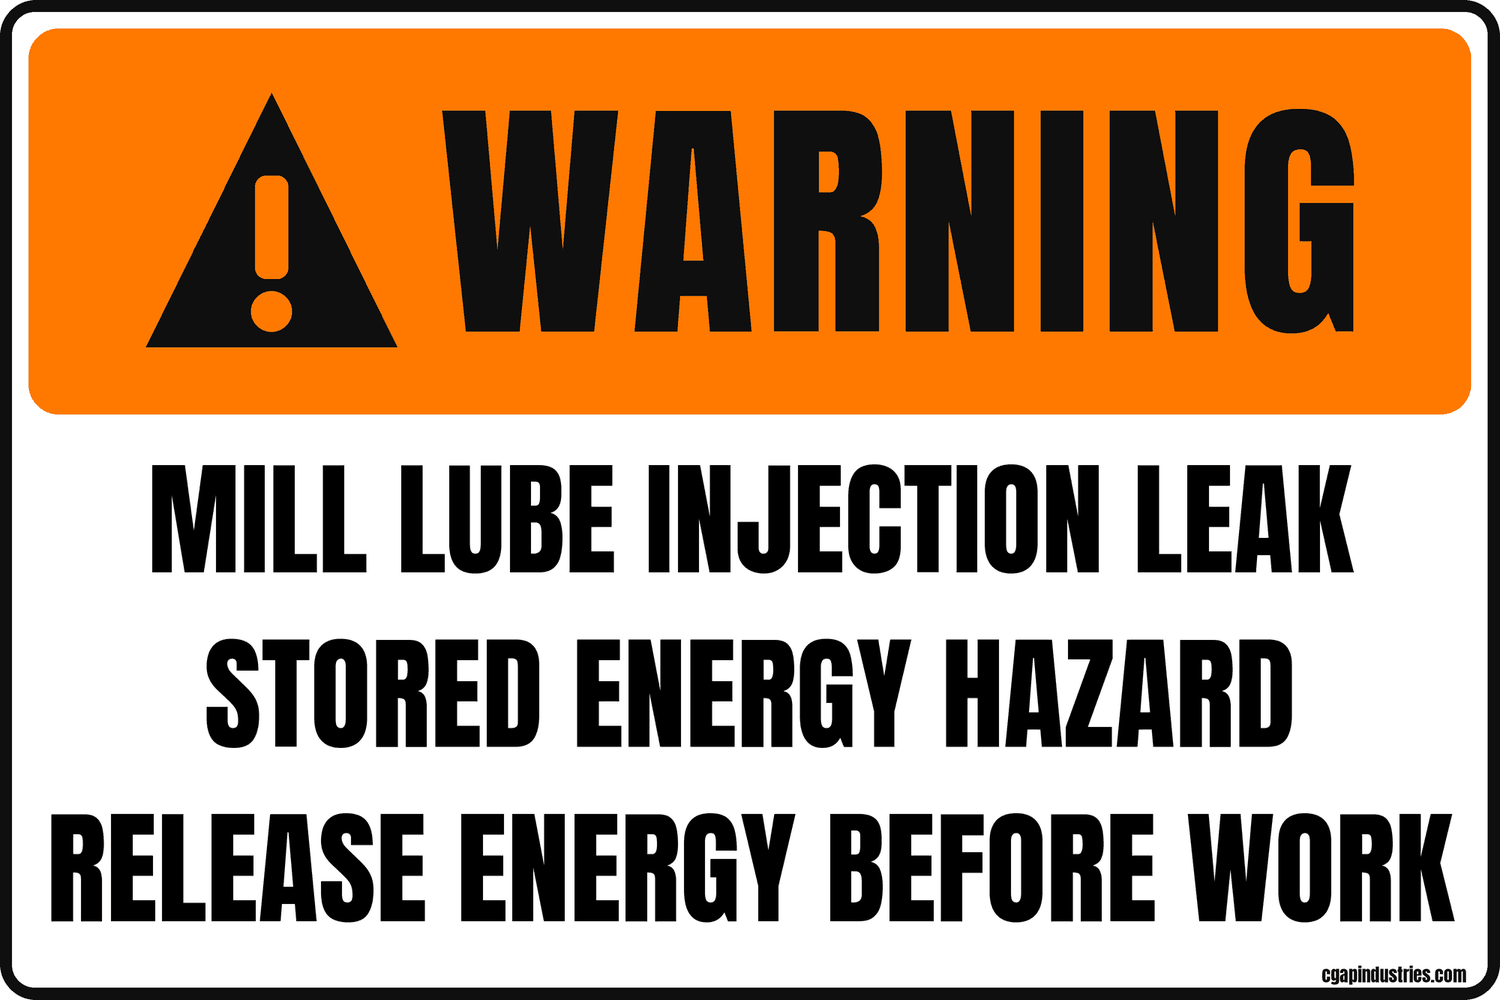 WARNING
MILL LUBE INJECTION LEAK
STORED ENERGY HAZARD
RELEASE ENERGY BEFORE WORK
cgapindustries.com